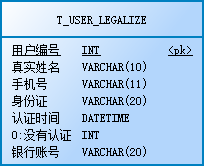 T_USER_LEGALIZE
用户编号 INT <pk>
真实姓名 VARCHAR(10)
手机号 VARCHAR(11)
身份证 VARCHAR(20)
认证时间 DATETIME
0:没有认证 INT
银行账号 VARCHAR(20)